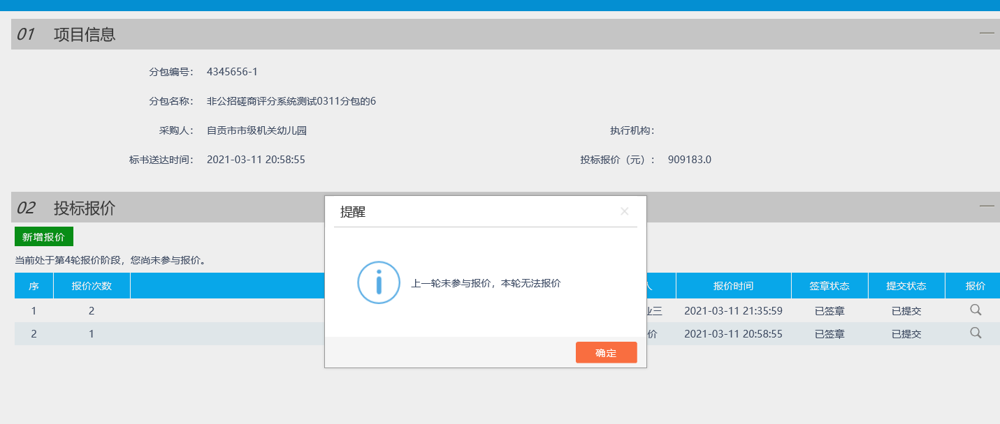 01 项目信息
分包编号： 4345656-1
分包名称： 非公招磋商评分系统测试0311分包的6
采购人： 自贡市市级机关幼儿园 执行机构：
标书送达时间： 2021-03-11 20:58:55 投标报价（元）： 909183.0
02 投标报价
提醒
新增报价
当前处于第4轮报价阶段，您尚未参与报价。
上一轮未参与报价，本轮无法报价
确定
序 报价次数 人 报价时间 签章状态 提交状态 报价
1 2 业三 2021-03-11 21:35:59 已签章 已提交
2 1 价 2021-03-11 20:58:55 已签章 已提交